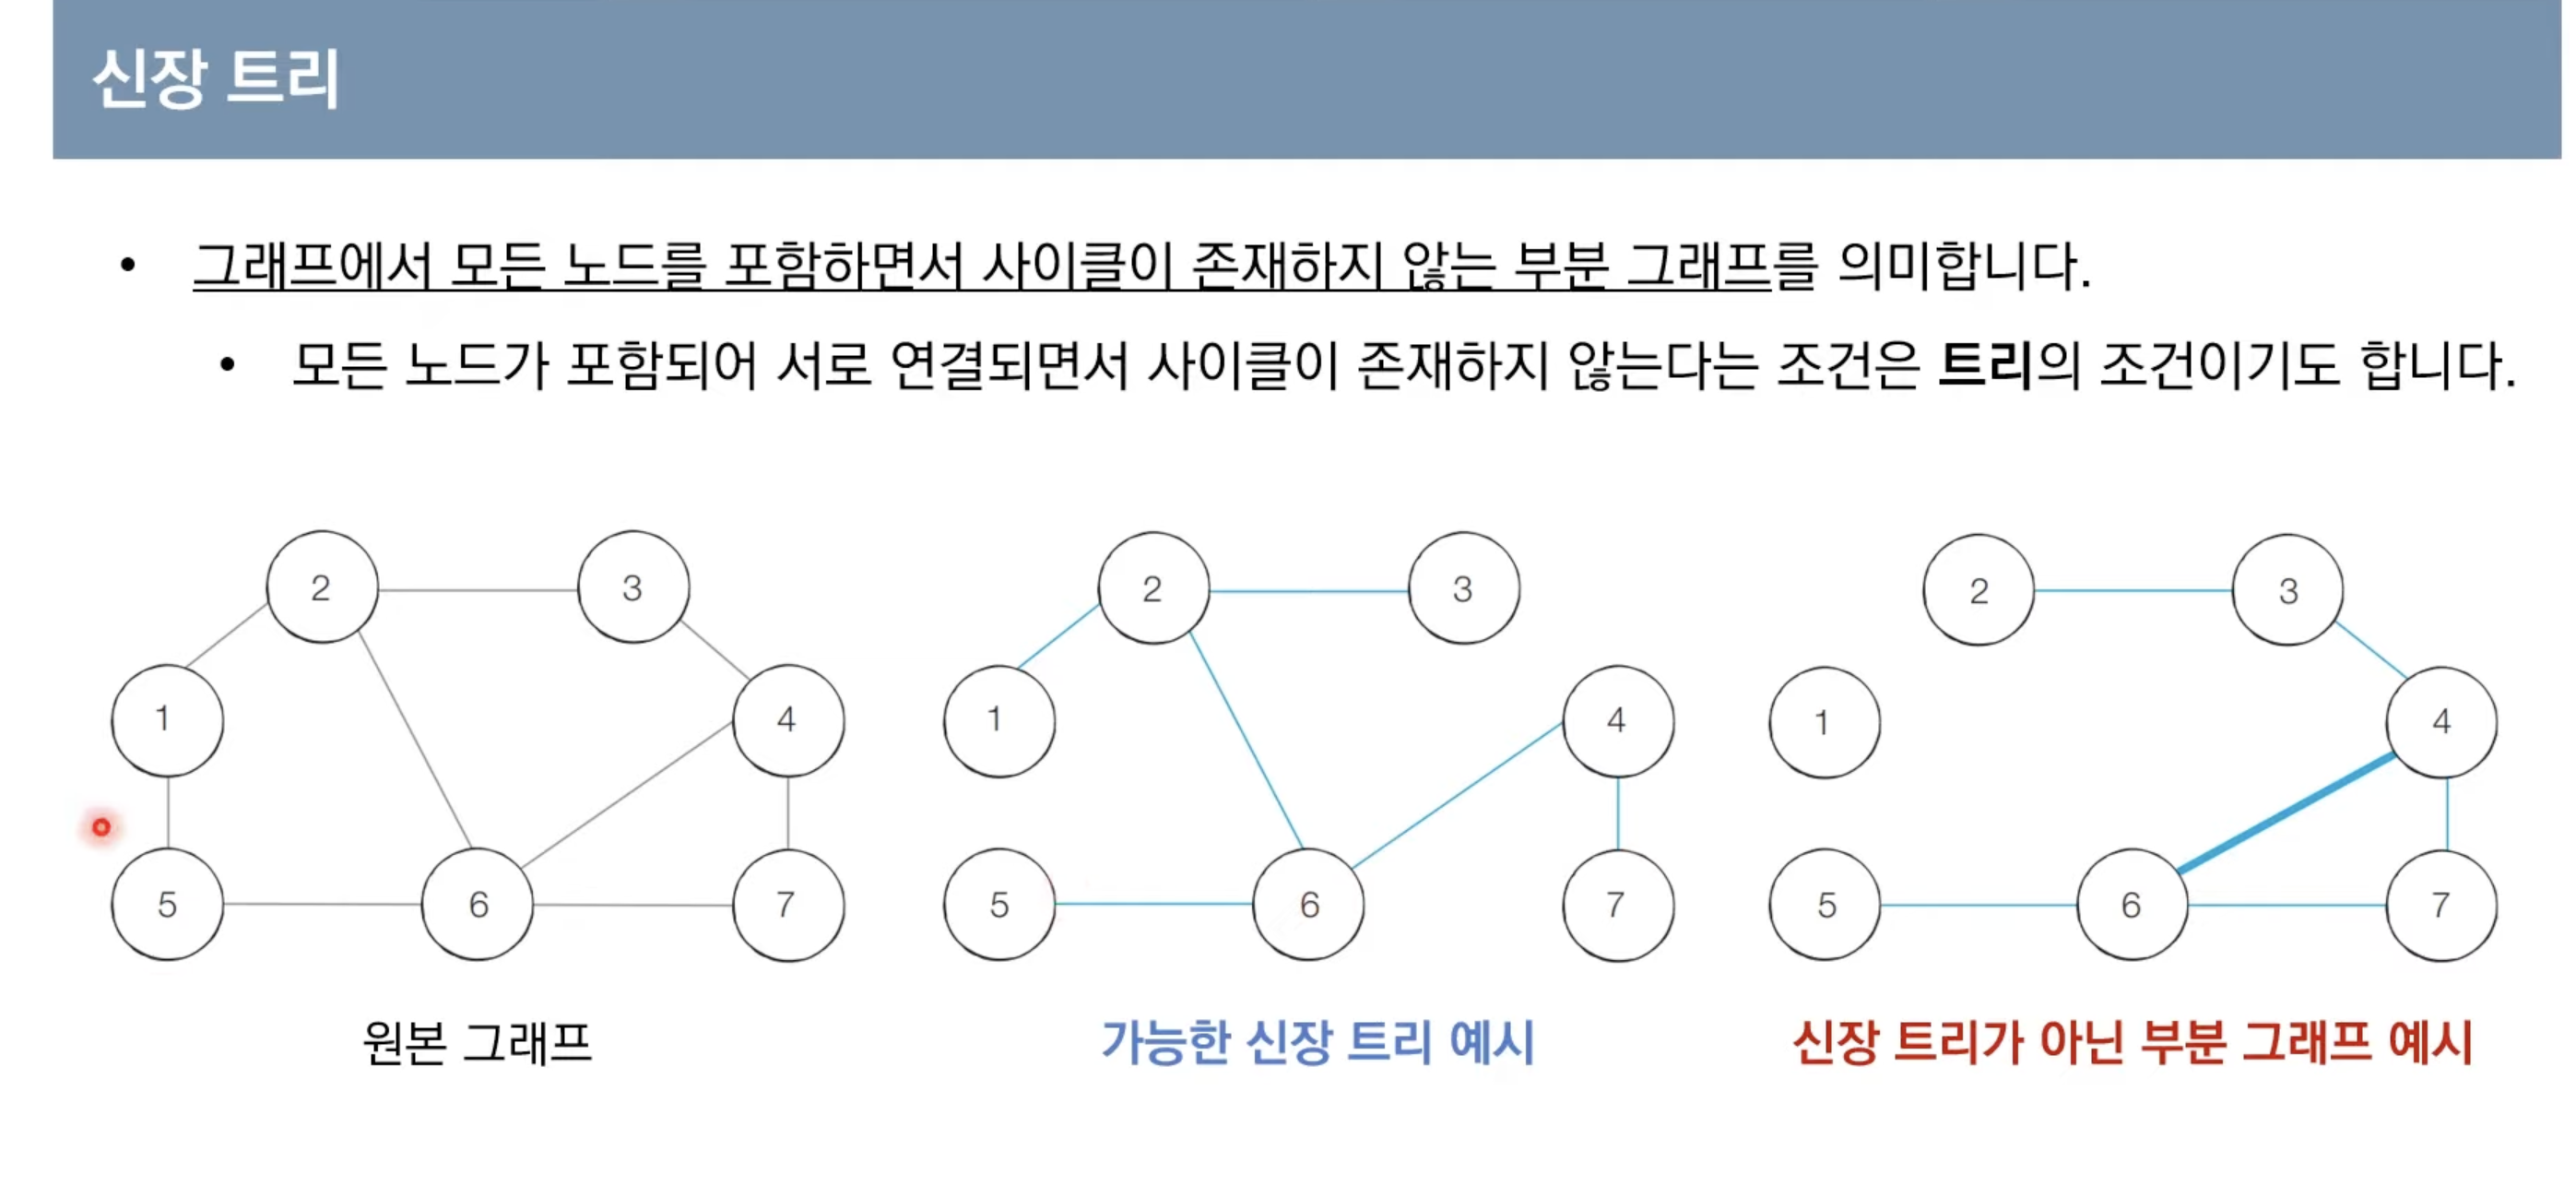 신장 트리
• 그래프에서 모든 노드를 포함하면서 사이클이 존재하지 않는 부분 그래프를 의미합니다.
• 모든 노드가 포함되어 서로 연결되면서 사이클이 존재하지 않는다는 조건은 트리의 조건이기도 합니다.
2 3
1 4
5 6 7
원본 그래프
2 3
1 4
5 6 7
가능한 신장 트리 예시
2 3
1 4
5 6 7
신장 트리가 아닌 부분 그래프 예시